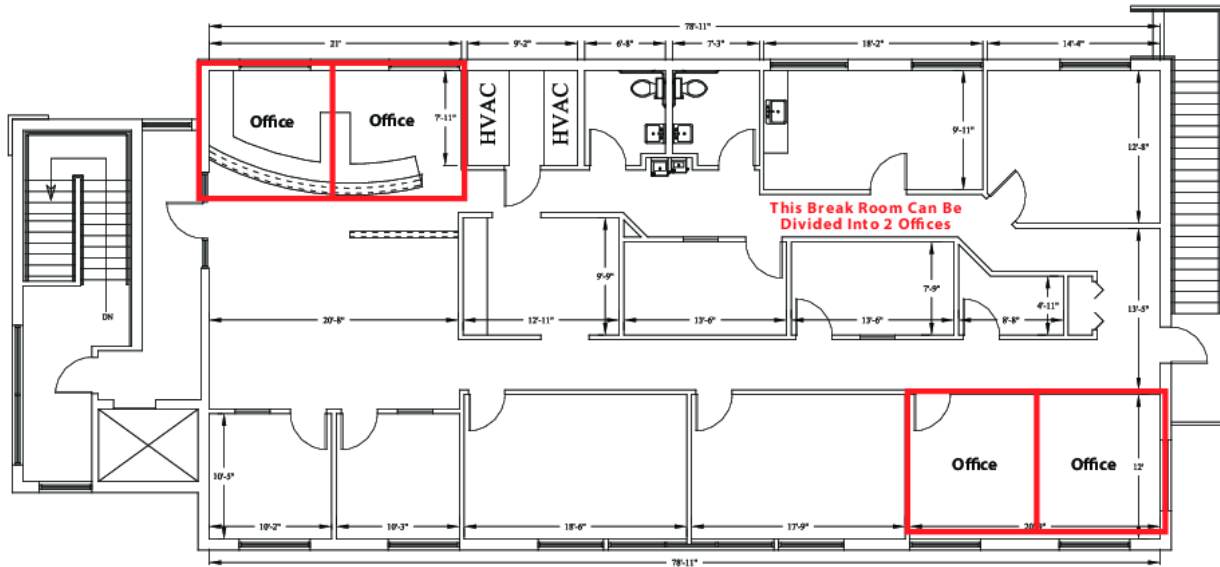 78'-11"
21'
9'-2"
6'-8"
7'-3"
18'-2"
14'-4"
Office
Office
7'-11"
HVAC
HVAC
9'-11"
12'-8"
This Break Room Can Be
Divided Into 2 Offices
9'-9"
7'-9"
4'-11"
13'-5"
DN
20'-8"
12'-11"
13'-6"
13'-6"
8'-8"
10'-5"
Office
Office
12'
10'-2"
10'-3"
18'-6"
17'-9"
78'-11"